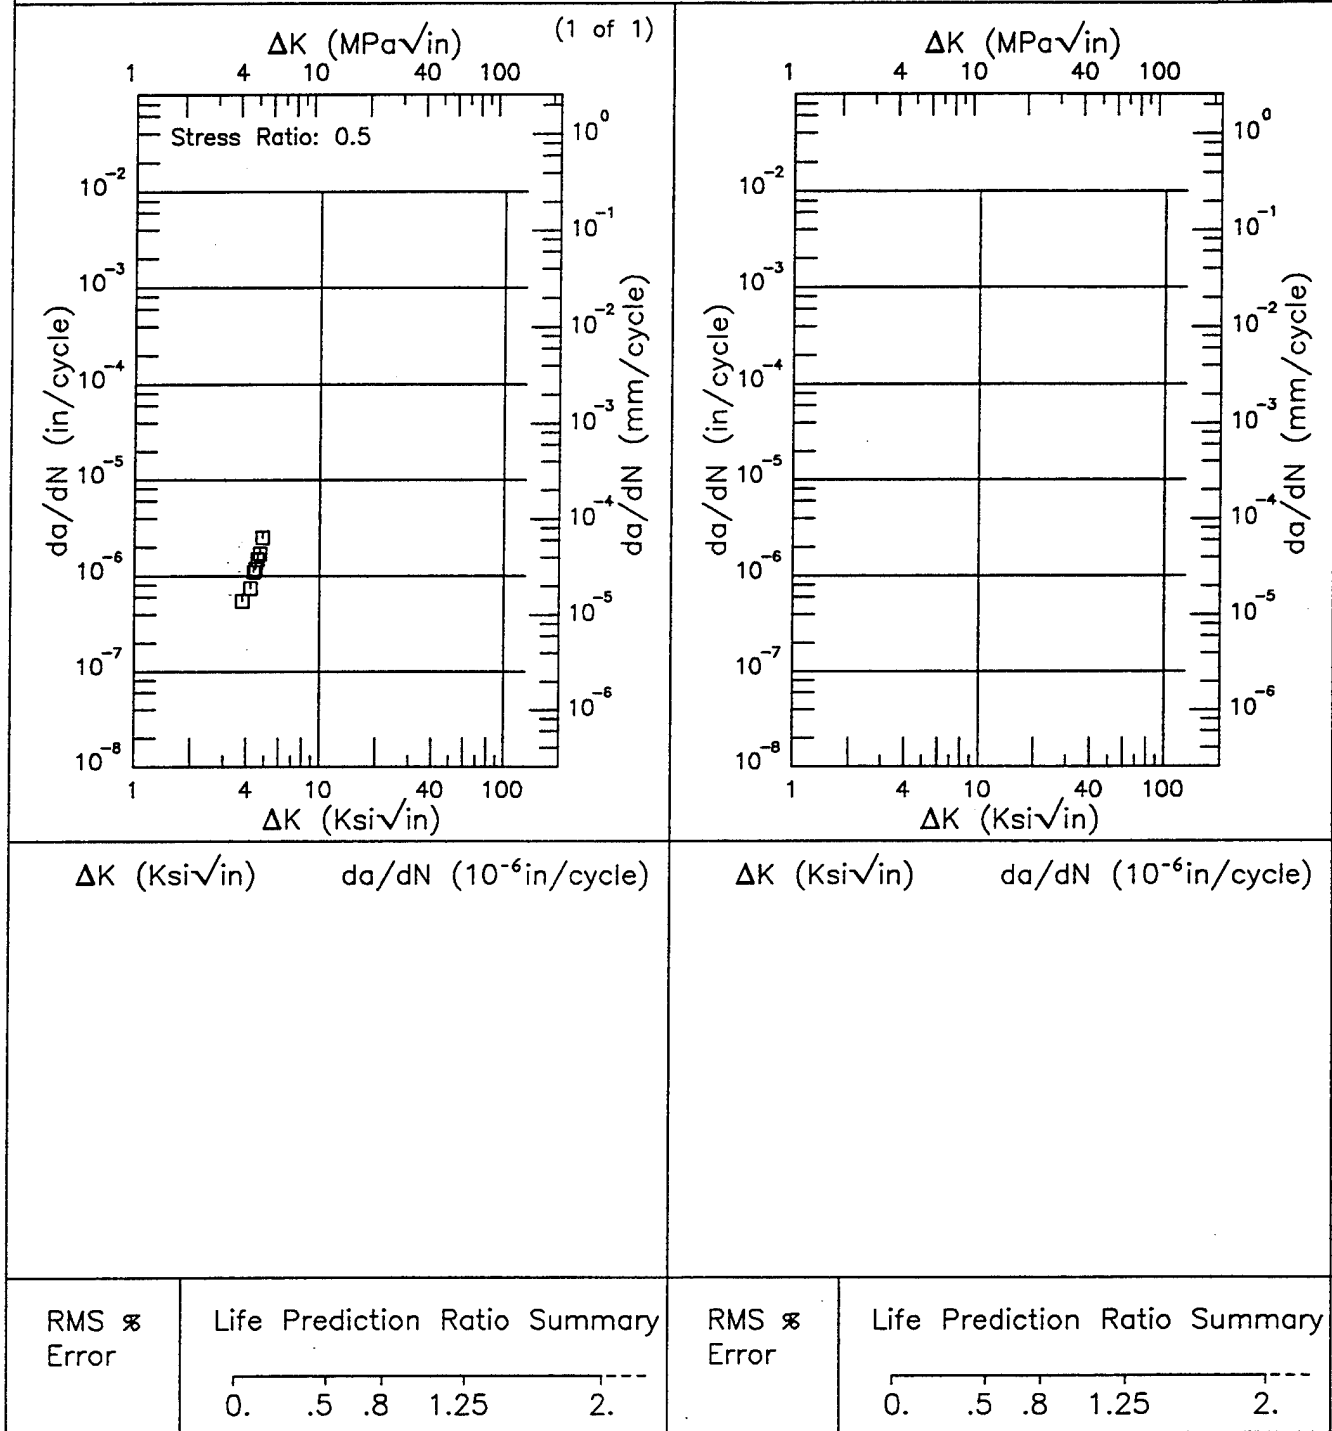 (1 of 1)
ΔK (MPa√in)
1 4 10 40 100
Stress Ratio: 0.5
10⁰
10⁻²
10⁻¹
10⁻³
10⁻²
10⁻⁴
10⁻³
10⁻⁵
10⁻⁴
10⁻⁶
10⁻⁵
10⁻⁷
10⁻⁶
10⁻⁸
da/dN (in/cycle)
da/dN (mm/cycle)
1 4 10 40 100
ΔK (Ksi√in)
ΔK (MPa√in)
1 4 10 40 100
10⁰
10⁻²
10⁻¹
10⁻³
10⁻²
10⁻⁴
10⁻³
10⁻⁵
10⁻⁴
10⁻⁶
10⁻⁵
10⁻⁷
10⁻⁶
10⁻⁸
da/dN (in/cycle)
da/dN (mm/cycle)
1 4 10 40 100
ΔK (Ksi√in)
ΔK (Ksi√in) da/dN (10⁻⁶in/cycle)
ΔK (Ksi√in) da/dN (10⁻⁶in/cycle)
RMS %
Error
Life Prediction Ratio Summary
0. .5 .8 1.25 2.
RMS %
Error
Life Prediction Ratio Summary
0. .5 .8 1.25 2.